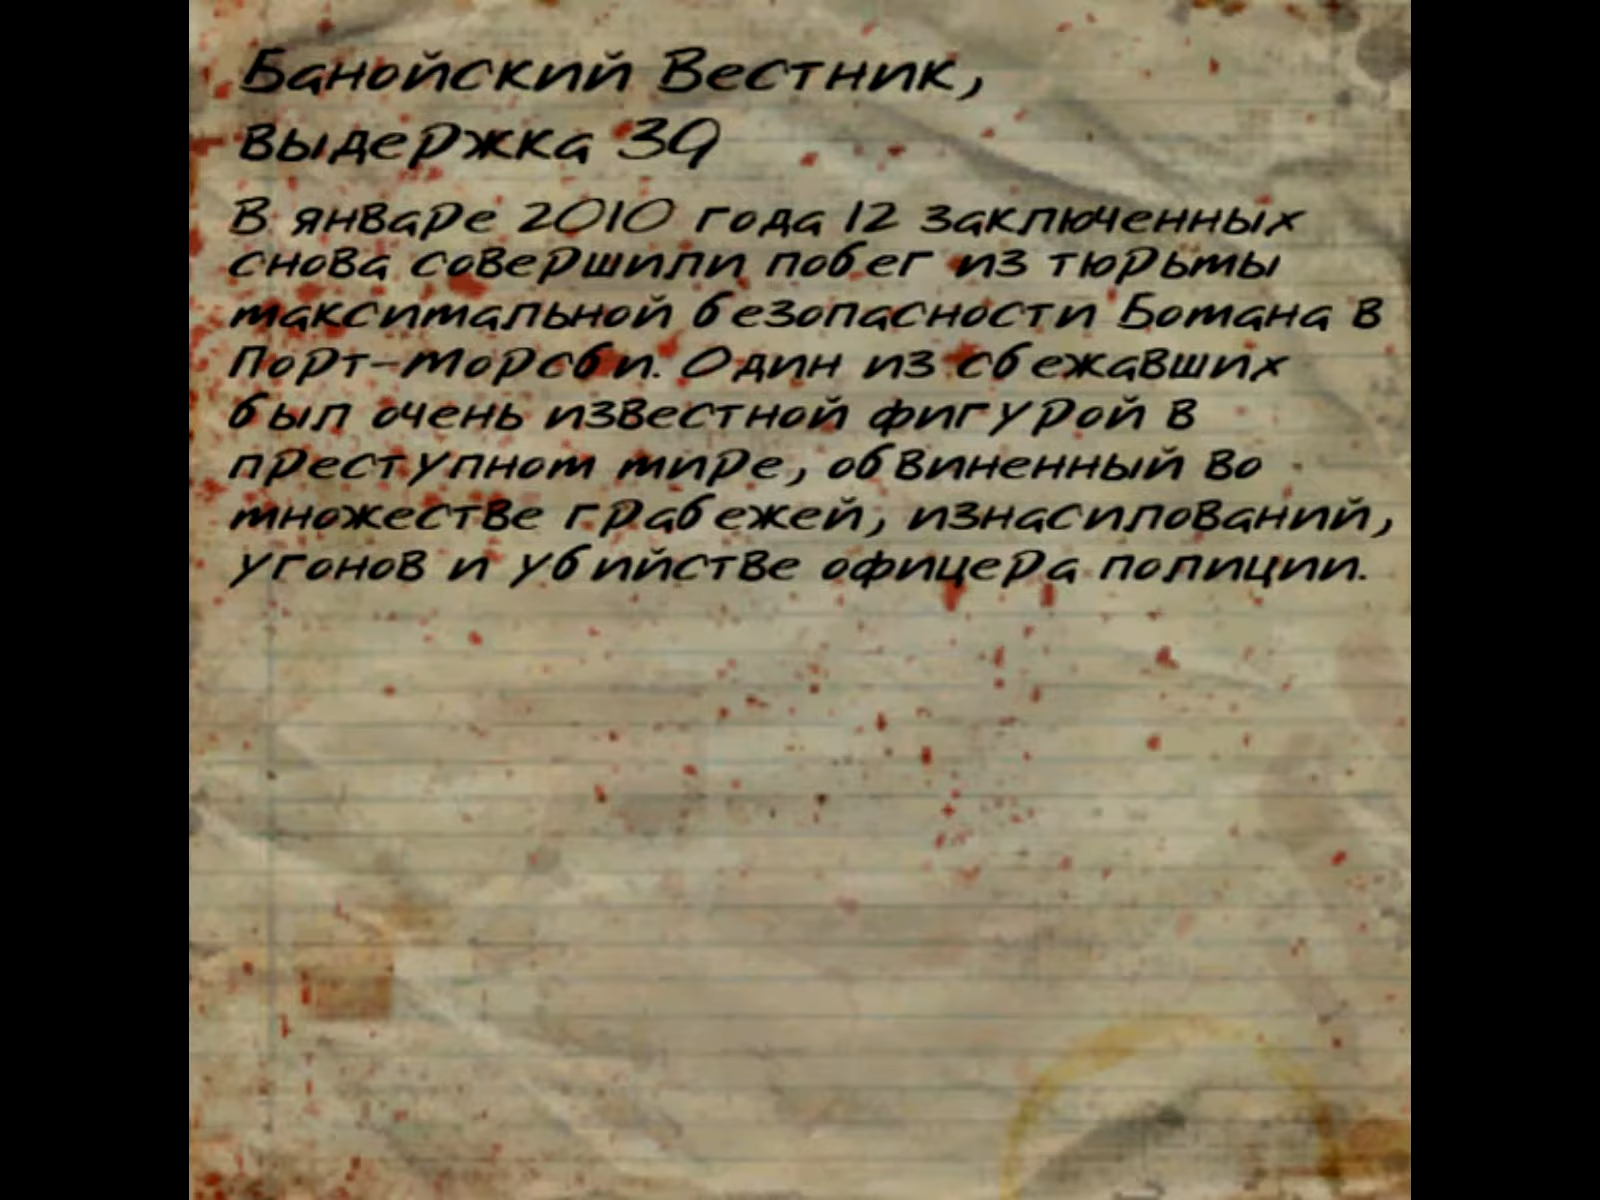 Банойский Вестник,
выдержка 39
В январе 2010 года 12 заключенных
снова совершили побег из тюрьмы
максимальной безопасности Бомана в
Порт-Морсби. Один из сбежавших
был очень известной фигурой в
преступном мире, обвиненный во
множестве грабежей, изнасилований,
угонов и убийстве офицера полиции.